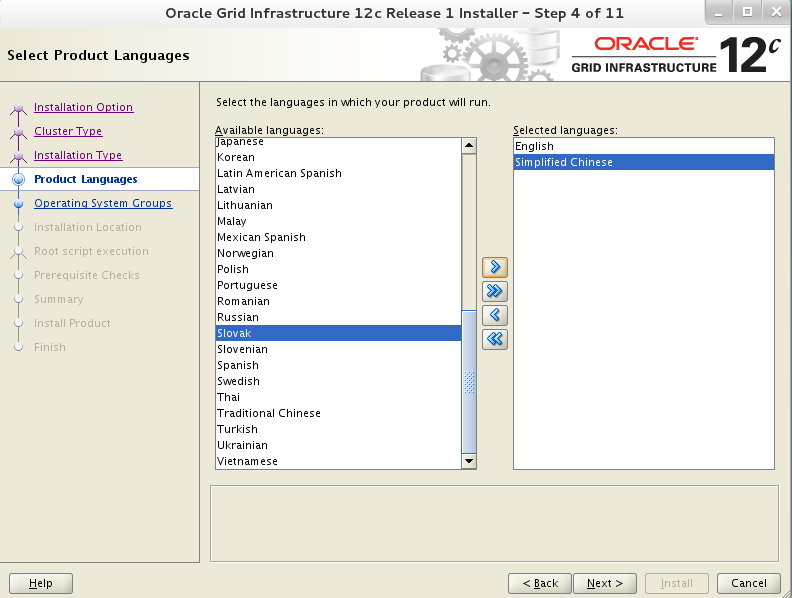 Oracle Grid Infrastructure 12c Release 1 Installer – Step 4 of 11
Select Product Languages
ORACLE®
GRID INFRASTRUCTURE
12c
Installation Option
Cluster Type
Installation Type
Product Languages
Operating System Groups
Installation Location
Root script execution
Prerequisite Checks
Summary
Install Product
Finish
Select the languages in which your product will run.
Available languages:
Japanese
Korean
Latin American Spanish
Latvian
Lithuanian
Malay
Mexican Spanish
Norwegian
Polish
Portuguese
Romanian
Russian
Slovak
Slovenian
Spanish
Swedish
Thai
Traditional Chinese
Turkish
Ukrainian
Vietnamese
Selected languages:
English
Simplified Chinese
Help
< Back
Next >
Install
Cancel